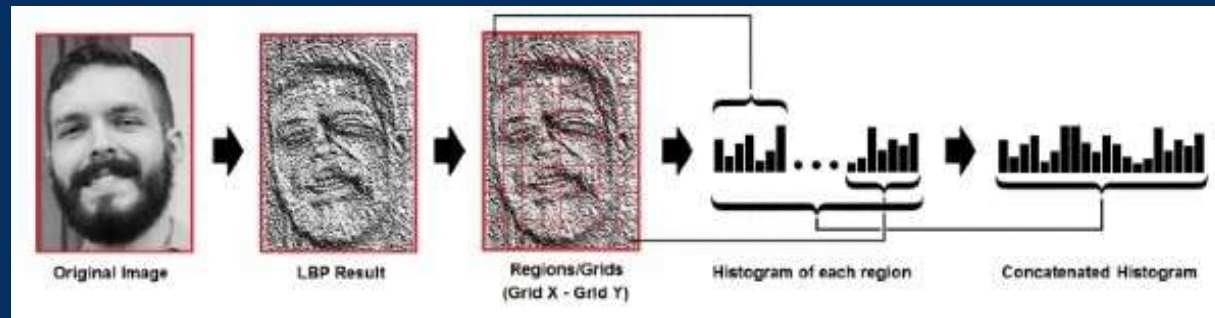 Original Image
LBP Result
Regions/Grids
(Grid X - Grid Y)
Histogram of each region
Concatenated Histogram